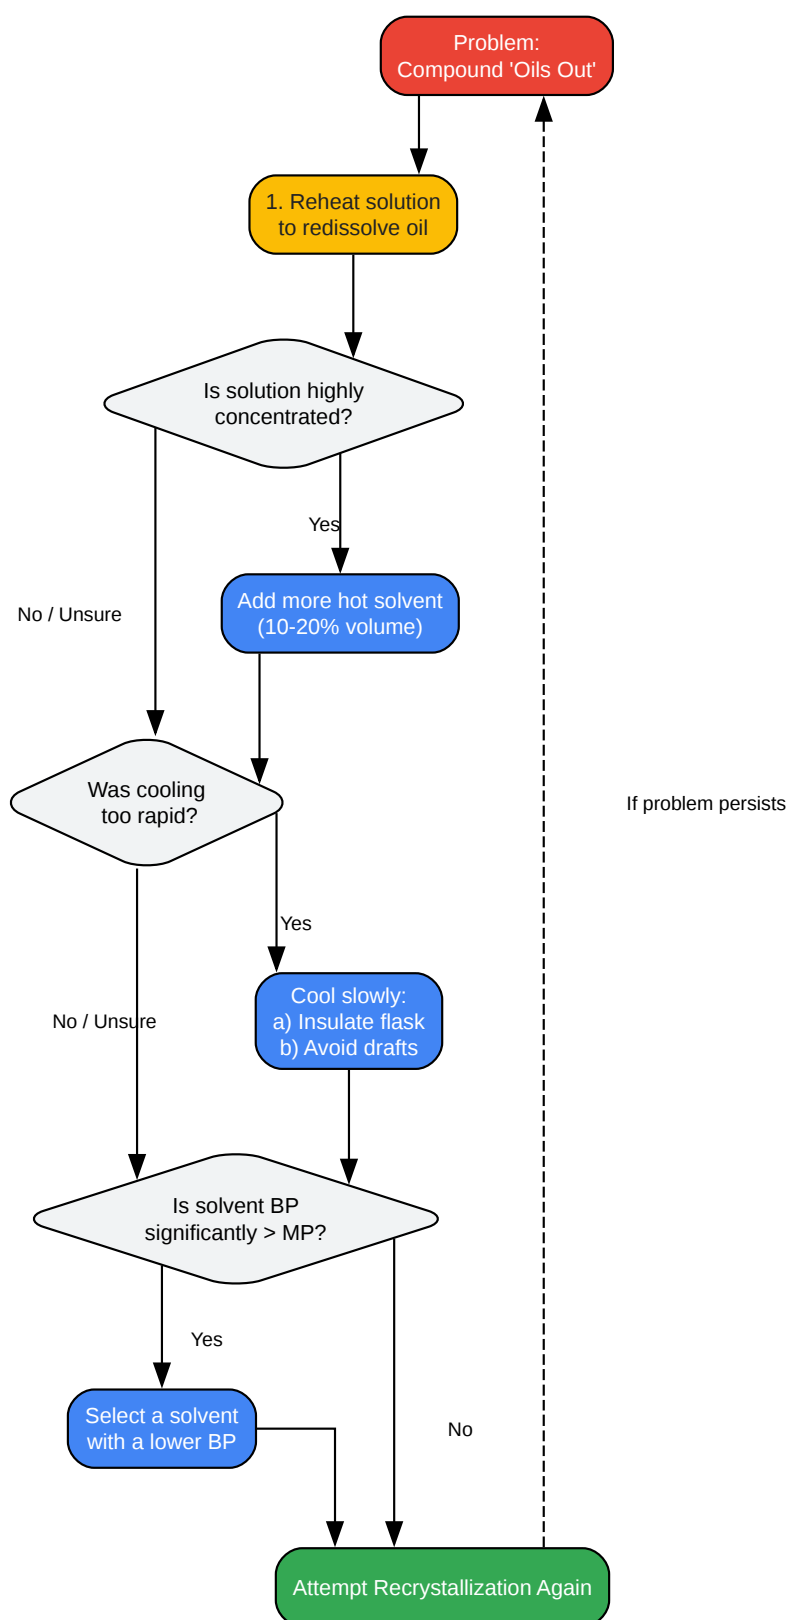 Problem:
Compound 'Oils Out'
1. Reheat solution
to redissolve oil
Is solution highly
concentrated?
Yes
Add more hot solvent
(10-20% volume)
No / Unsure
Was cooling
too rapid?
If problem persists
Yes
Cool slowly:
a) Insulate flask
b) Avoid drafts
No / Unsure
Is solvent BP
significantly > MP?
Yes
Select a solvent
with a lower BP
No
Attempt Recrystallization Again